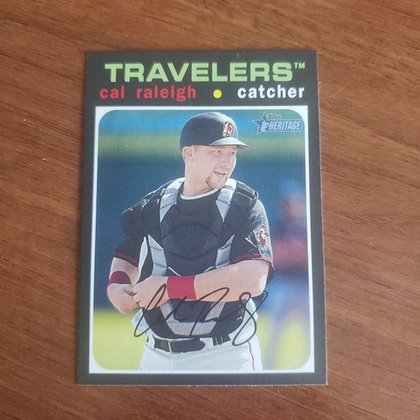 TRAVELERS™
cal raleigh • catcher
Topps
HERITAGE